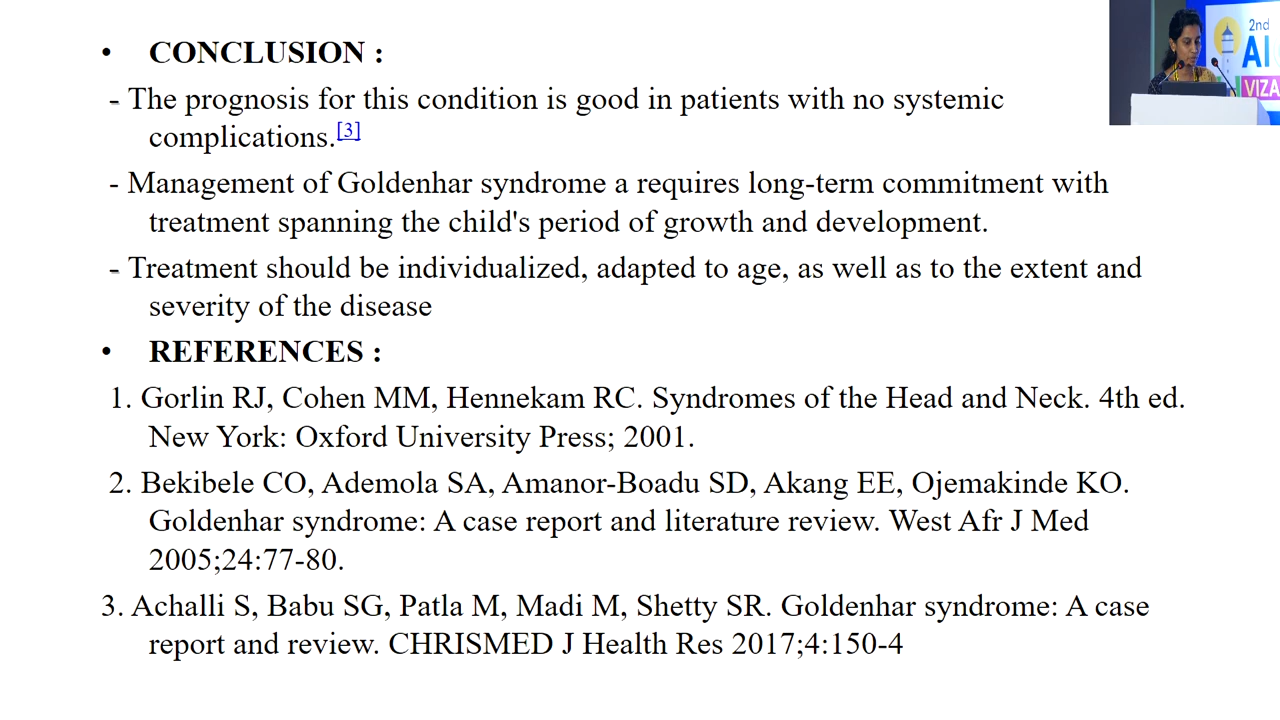 • CONCLUSION :
- The prognosis for this condition is good in patients with no systemic
complications.[3]
- Management of Goldenhar syndrome a requires long-term commitment with
treatment spanning the child's period of growth and development.
- Treatment should be individualized, adapted to age, as well as to the extent and
severity of the disease
• REFERENCES :
1. Gorlin RJ, Cohen MM, Hennekam RC. Syndromes of the Head and Neck. 4th ed.
New York: Oxford University Press; 2001.
2. Bekibele CO, Ademola SA, Amanor-Boadu SD, Akang EE, Ojemakinde KO.
Goldenhar syndrome: A case report and literature review. West Afr J Med
2005;24:77-80.
3. Achalli S, Babu SG, Patla M, Madi M, Shetty SR. Goldenhar syndrome: A case
report and review. CHRISMED J Health Res 2017;4:150-4
2nd
AI
VIZA